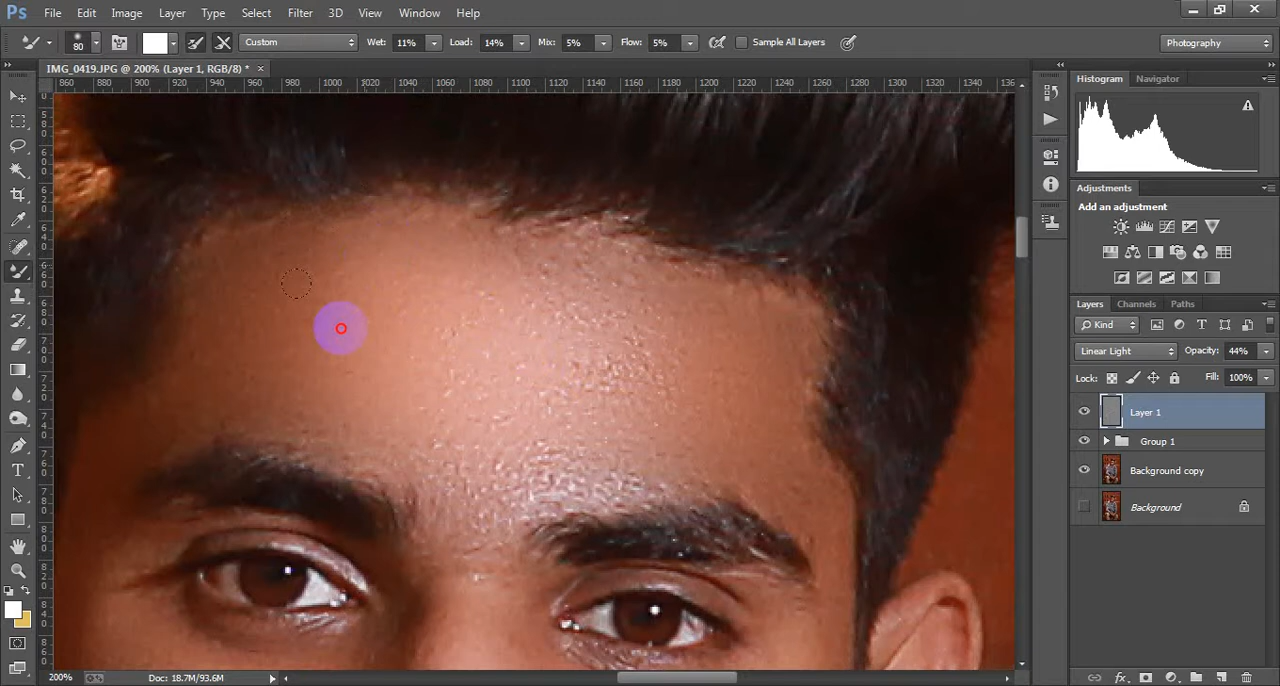 Ps File Edit Image Layer Type Select Filter 3D View Window Help
80 Custom Wet: 11% Load: 14% Mix: 5% Flow: 5% Sample All Layers Photography
IMG_0419.JPG @ 200% (Layer 1, RGB/8) * ×
860 880 900 920 940 960 980 1000 1020 1040 1060 1080 1100 1120 1140 1160 1180 1200 1220 1240 1260 1280 1300 1320 1340 136
Histogram Navigator
Adjustments
Add an adjustment
Layers Channels Paths
Kind
Linear Light Opacity: 44%
Lock: Fill: 100%
Layer 1
Group 1
Background copy
Background
200% Doc: 18.7M/93.6M